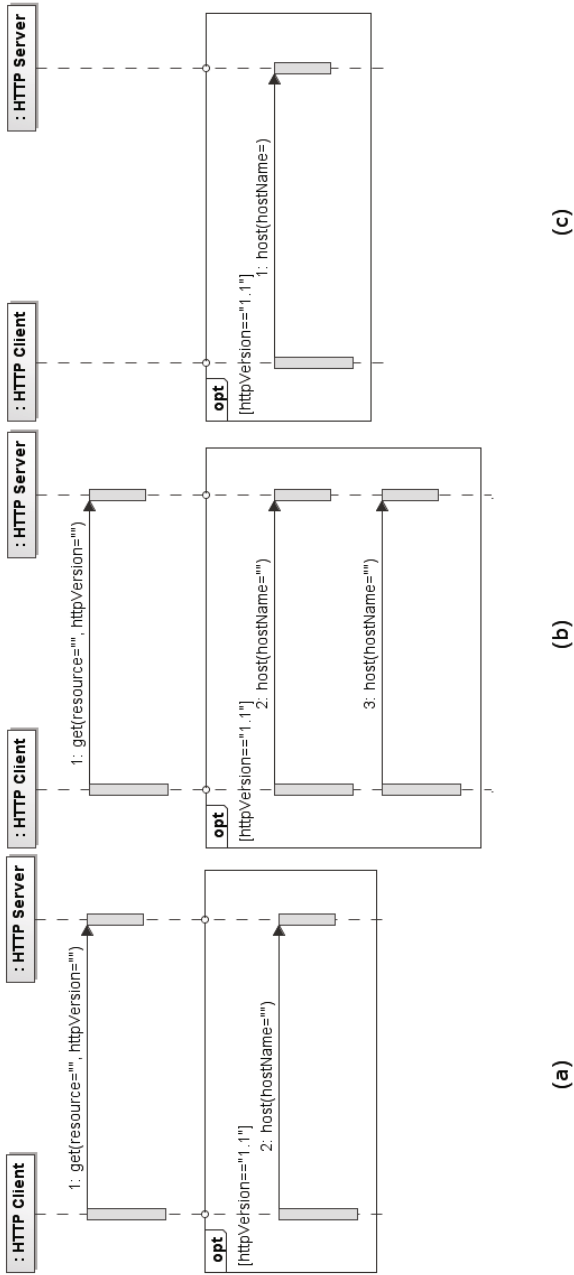 : HTTP Client
: HTTP Server
1: get(resource="", httpVersion="")
opt
[httpVersion=="1.1"]
2: host(hostName="")
(a)
: HTTP Client
: HTTP Server
1: get(resource="", httpVersion="")
opt
[httpVersion=="1.1"]
2: host(hostName="")
3: host(hostName="")
(b)
: HTTP Client
: HTTP Server
opt
[httpVersion=="1.1"]
1: host(hostName=)
(c)